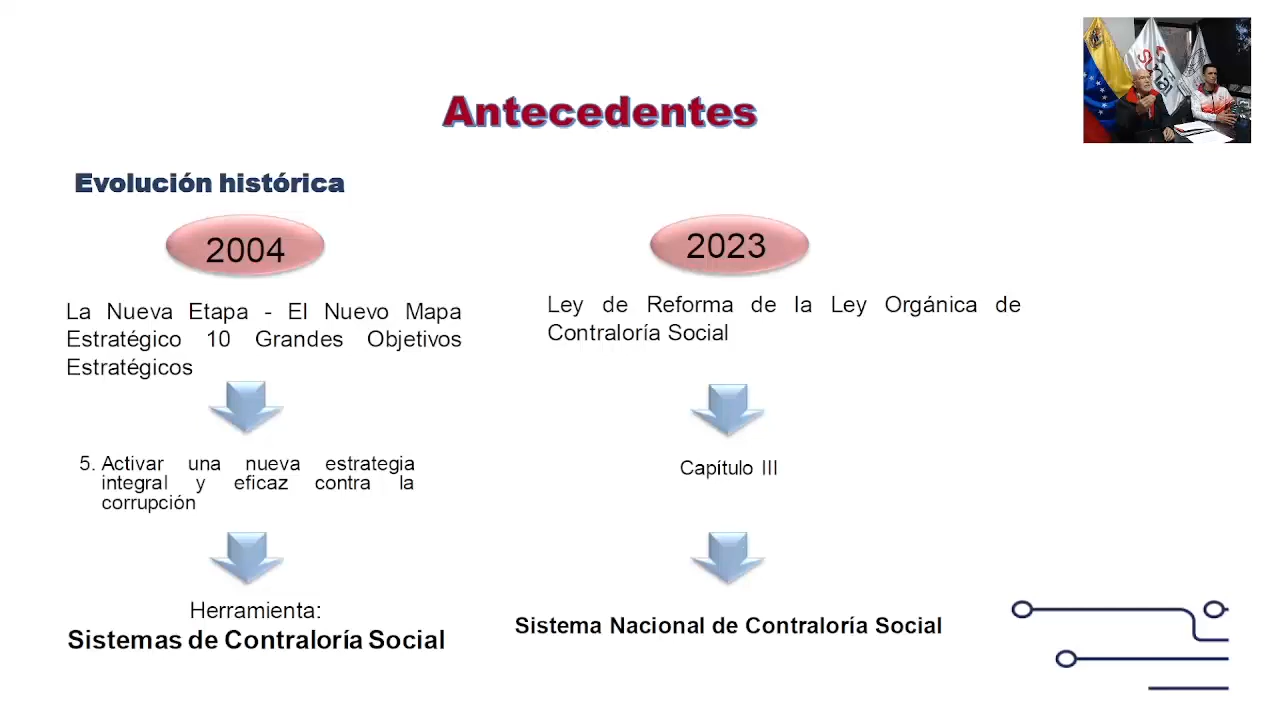 Antecedentes
Evolución histórica
2004
La Nueva Etapa - El Nuevo Mapa
Estratégico 10 Grandes Objetivos
Estratégicos
5. Activar una nueva estrategia
integral y eficaz contra la
corrupción
Herramienta:
Sistemas de Contraloría Social
2023
Ley de Reforma de la Ley Orgánica de
Contraloría Social
Capítulo III
Sistema Nacional de Contraloría Social